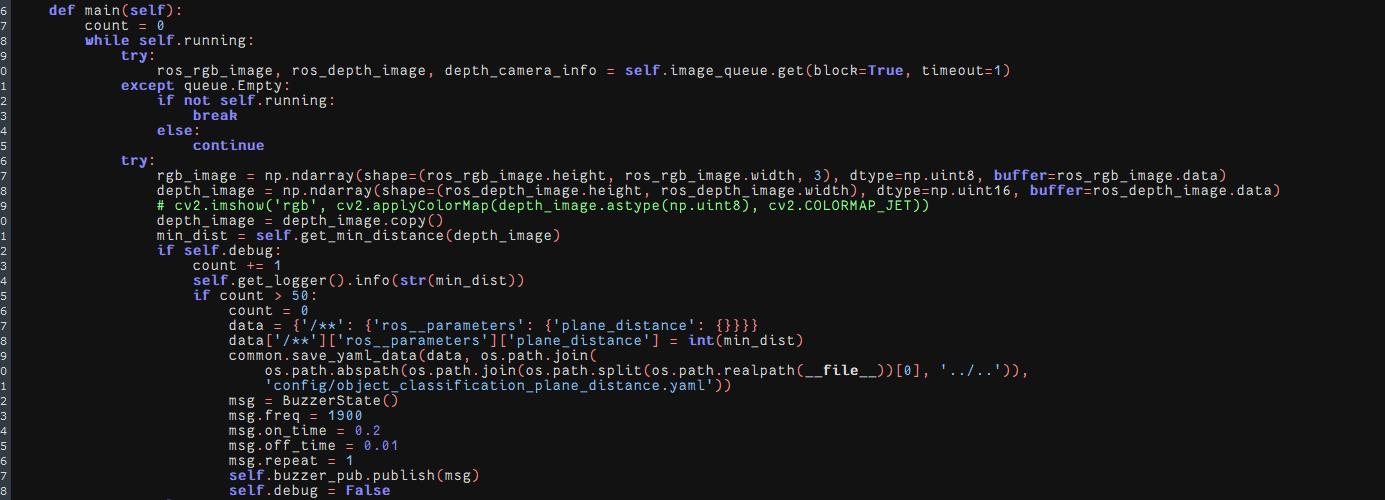 6 def main(self):
7 count = 0
8 while self.running:
9 try:
0 ros_rgb_image, ros_depth_image, depth_camera_info = self.image_queue.get(block=True, timeout=1)
1 except queue.Empty:
2 if not self.running:
3 break
4 else:
5 continue
6 try:
7 rgb_image = np.ndarray(shape=(ros_rgb_image.height, ros_rgb_image.width, 3), dtype=np.uint8, buffer=ros_rgb_image.data)
8 depth_image = np.ndarray(shape=(ros_depth_image.height, ros_depth_image.width), dtype=np.uint16, buffer=ros_depth_image.data)
9 # cv2.imshow('rgb', cv2.applyColorMap(depth_image.astype(np.uint8), cv2.COLORMAP_JET))
0 depth_image = depth_image.copy()
1 min_dist = self.get_min_distance(depth_image)
2 if self.debug:
3 count += 1
4 self.get_logger().info(str(min_dist))
5 if count > 50:
6 count = 0
7 data = {'/**': {'ros__parameters': {'plane_distance': {}}}}
8 data['/**']['ros__parameters']['plane_distance'] = int(min_dist)
9 common.save_yaml_data(data, os.path.join(
0 os.path.abspath(os.path.join(os.path.split(os.path.realpath(__file__))[0], '../..')),
1 'config/object_classification_plane_distance.yaml'))
2 msg = BuzzerState()
3 msg.freq = 1900
4 msg.on_time = 0.2
5 msg.off_time = 0.01
6 msg.repeat = 1
7 self.buzzer_pub.publish(msg)
8 self.debug = False